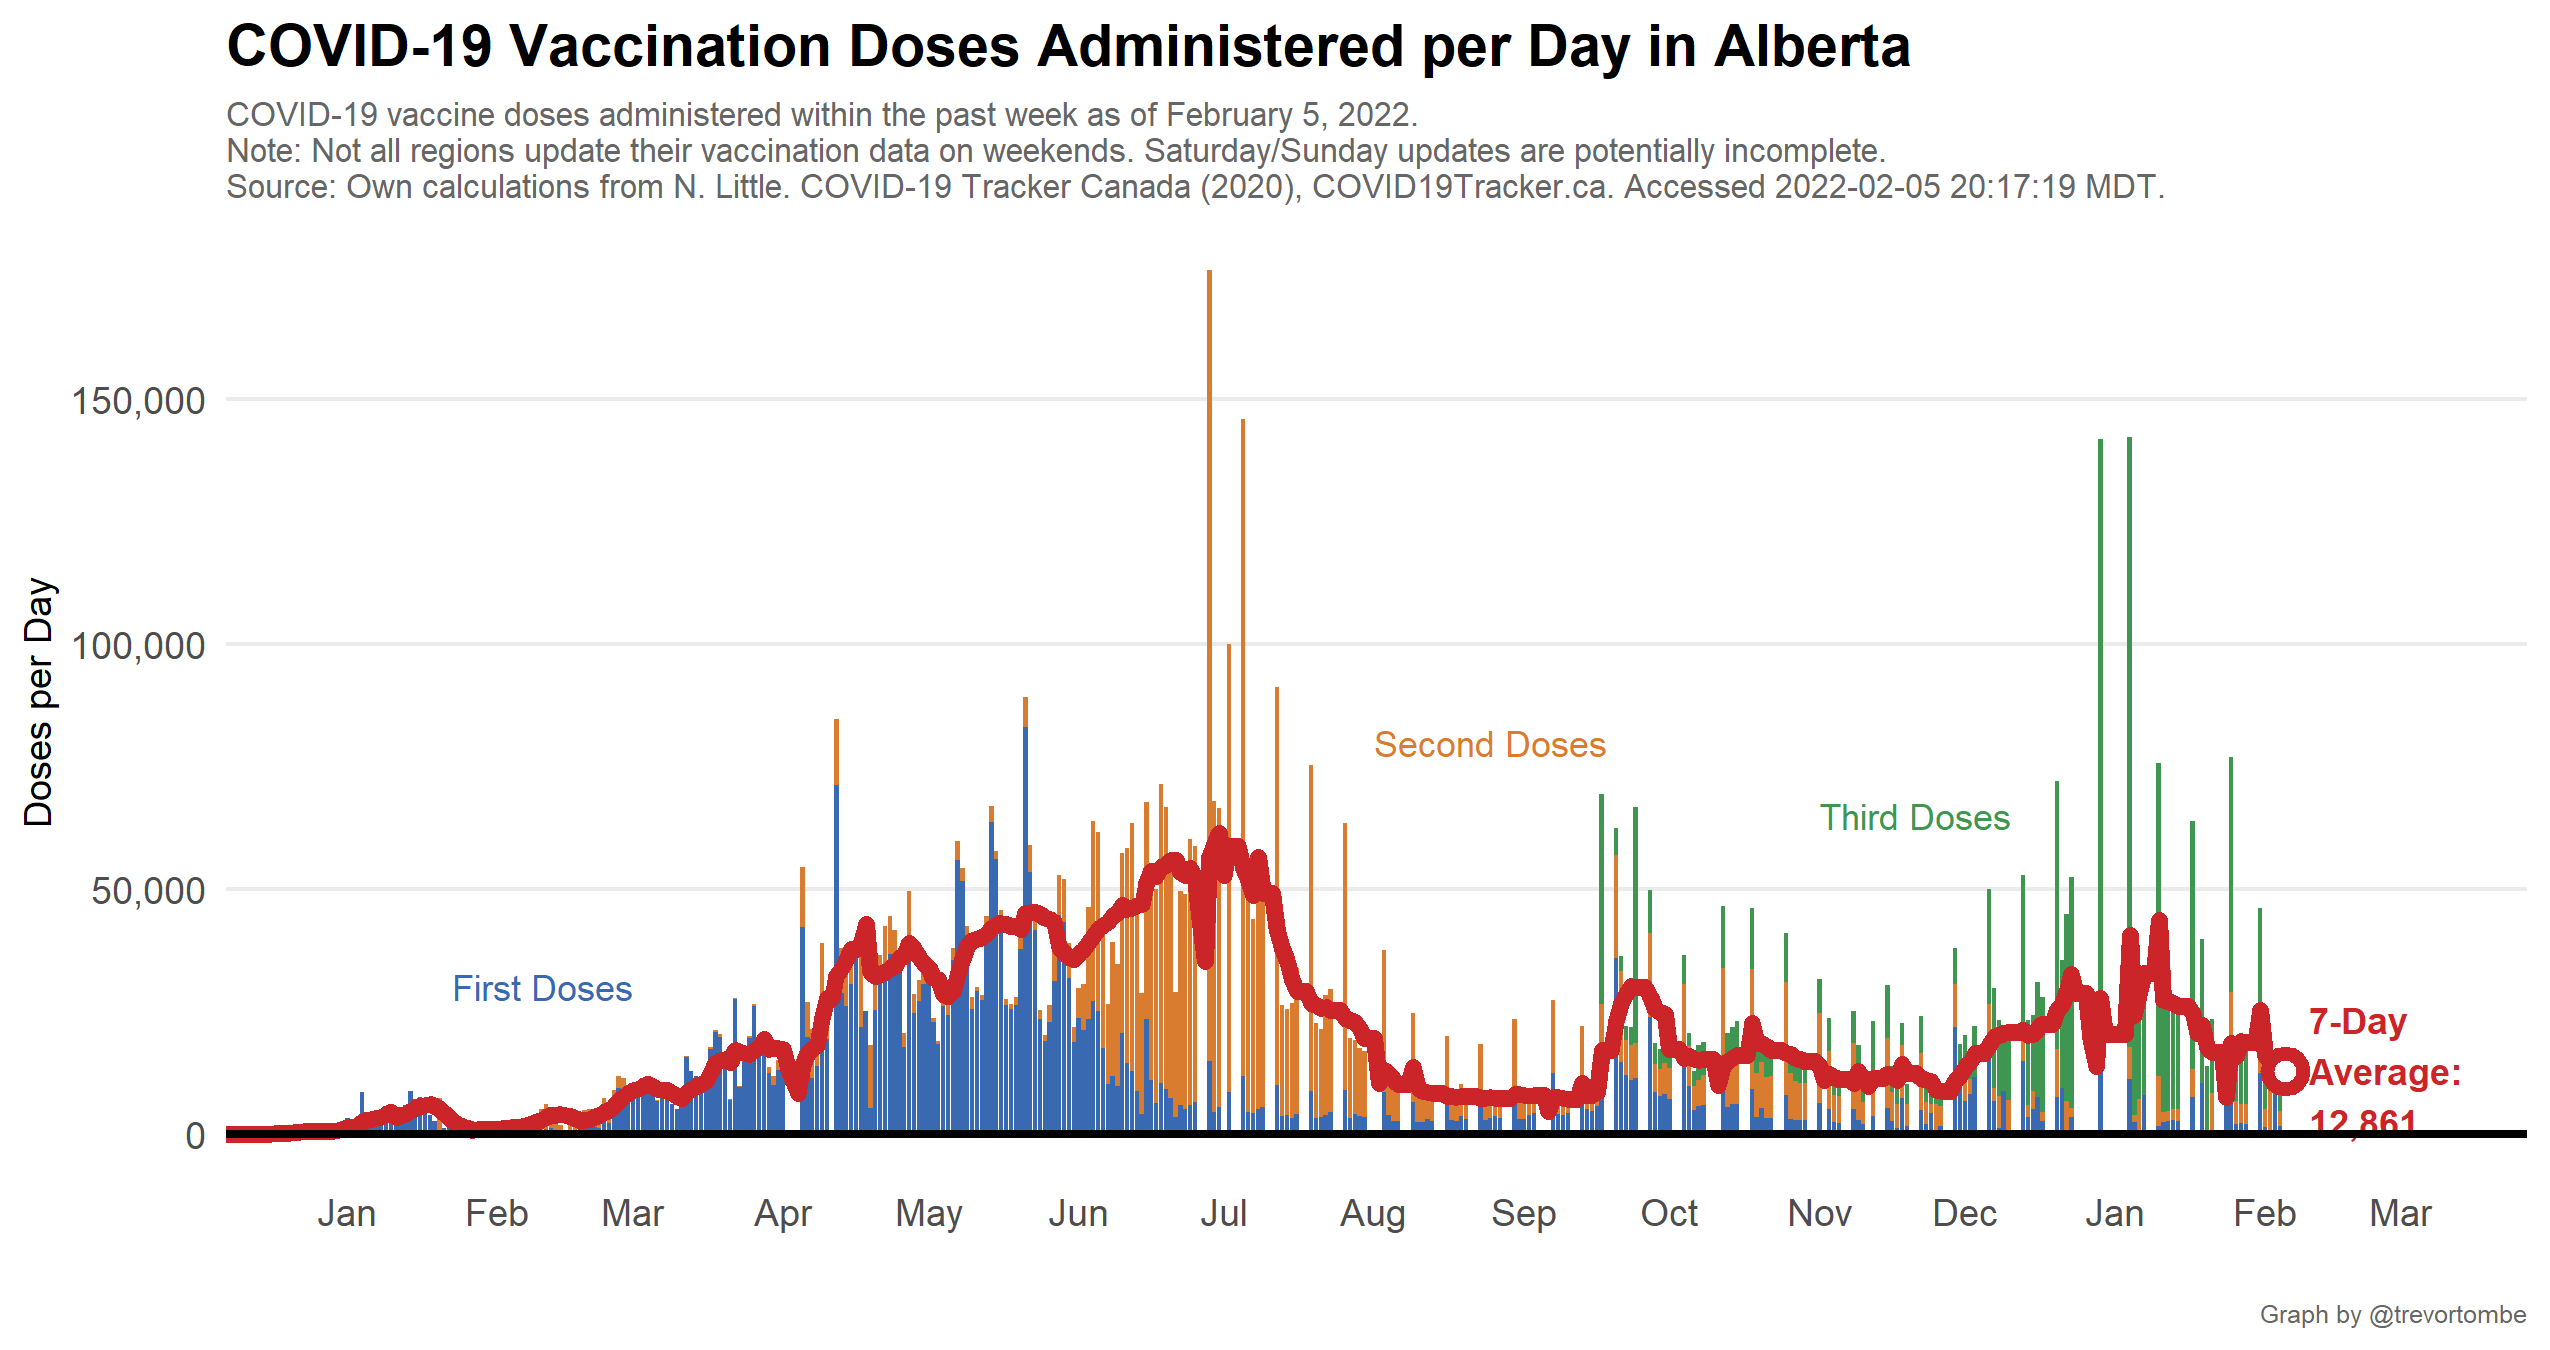 COVID-19 Vaccination Doses Administered per Day in Alberta
COVID-19 vaccine doses administered within the past week as of February 5, 2022.
Note: Not all regions update their vaccination data on weekends. Saturday/Sunday updates are potentially incomplete.
Source: Own calculations from N. Little. COVID-19 Tracker Canada (2020), COVID19Tracker.ca. Accessed 2022-02-05 20:17:19 MDT.
Doses per Day
150,000
100,000
50,000
0
First Doses
Second Doses
Third Doses
7-Day
Average:
12,861
Jan Feb Mar Apr May Jun Jul Aug Sep Oct Nov Dec Jan Feb Mar
Graph by @trevortombe